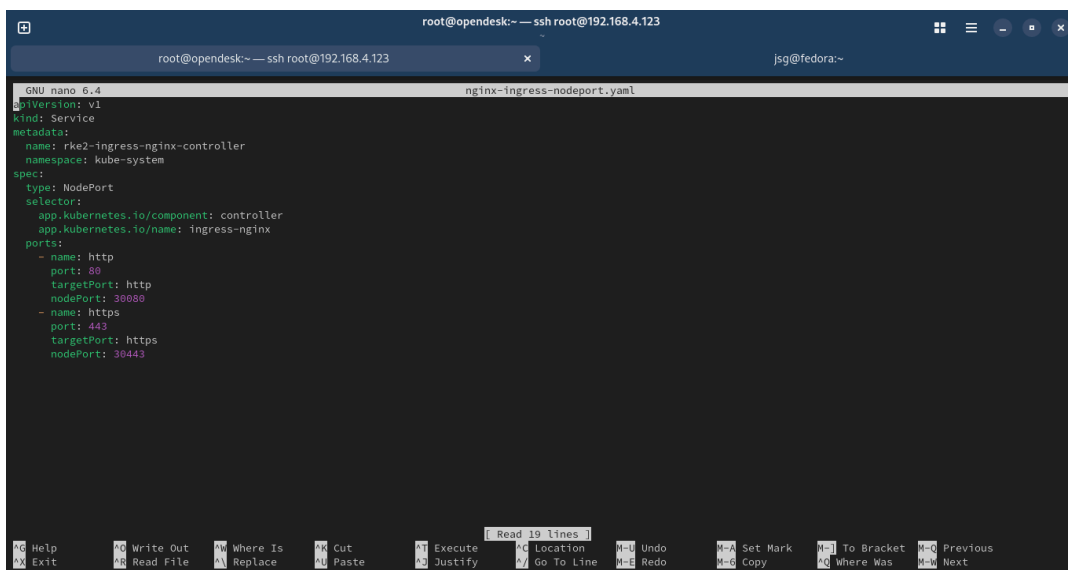 root@opendesk:~ — ssh root@192.168.4.123
~
root@opendesk:~ — ssh root@192.168.4.123
jsg@fedora:~
GNU nano 6.4 nginx-ingress-nodeport.yaml
apiVersion: v1
kind: Service
metadata:
  name: rke2-ingress-nginx-controller
  namespace: kube-system
spec:
  type: NodePort
  selector:
    app.kubernetes.io/component: controller
    app.kubernetes.io/name: ingress-nginx
  ports:
    - name: http
      port: 80
      targetPort: http
      nodePort: 30080
    - name: https
      port: 443
      targetPort: https
      nodePort: 30443
[ Read 19 lines ]
^G Help ^O Write Out ^W Where Is ^K Cut ^T Execute ^C Location M-U Undo M-A Set Mark M-] To Bracket M-Q Previous
^X Exit ^R Read File ^\ Replace ^U Paste ^J Justify ^/ Go To Line M-E Redo M-6 Copy ^Q Where Was M-W Next